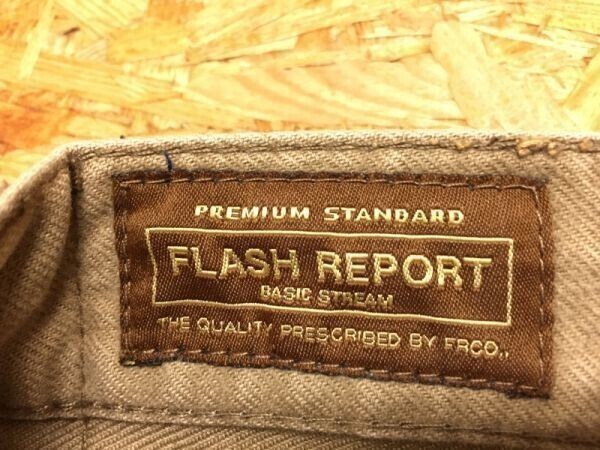 PREMIUM STANDARD
FLASH REPORT
BASIC STREAM
THE QUALITY PRESCRIBED BY FRCO.,